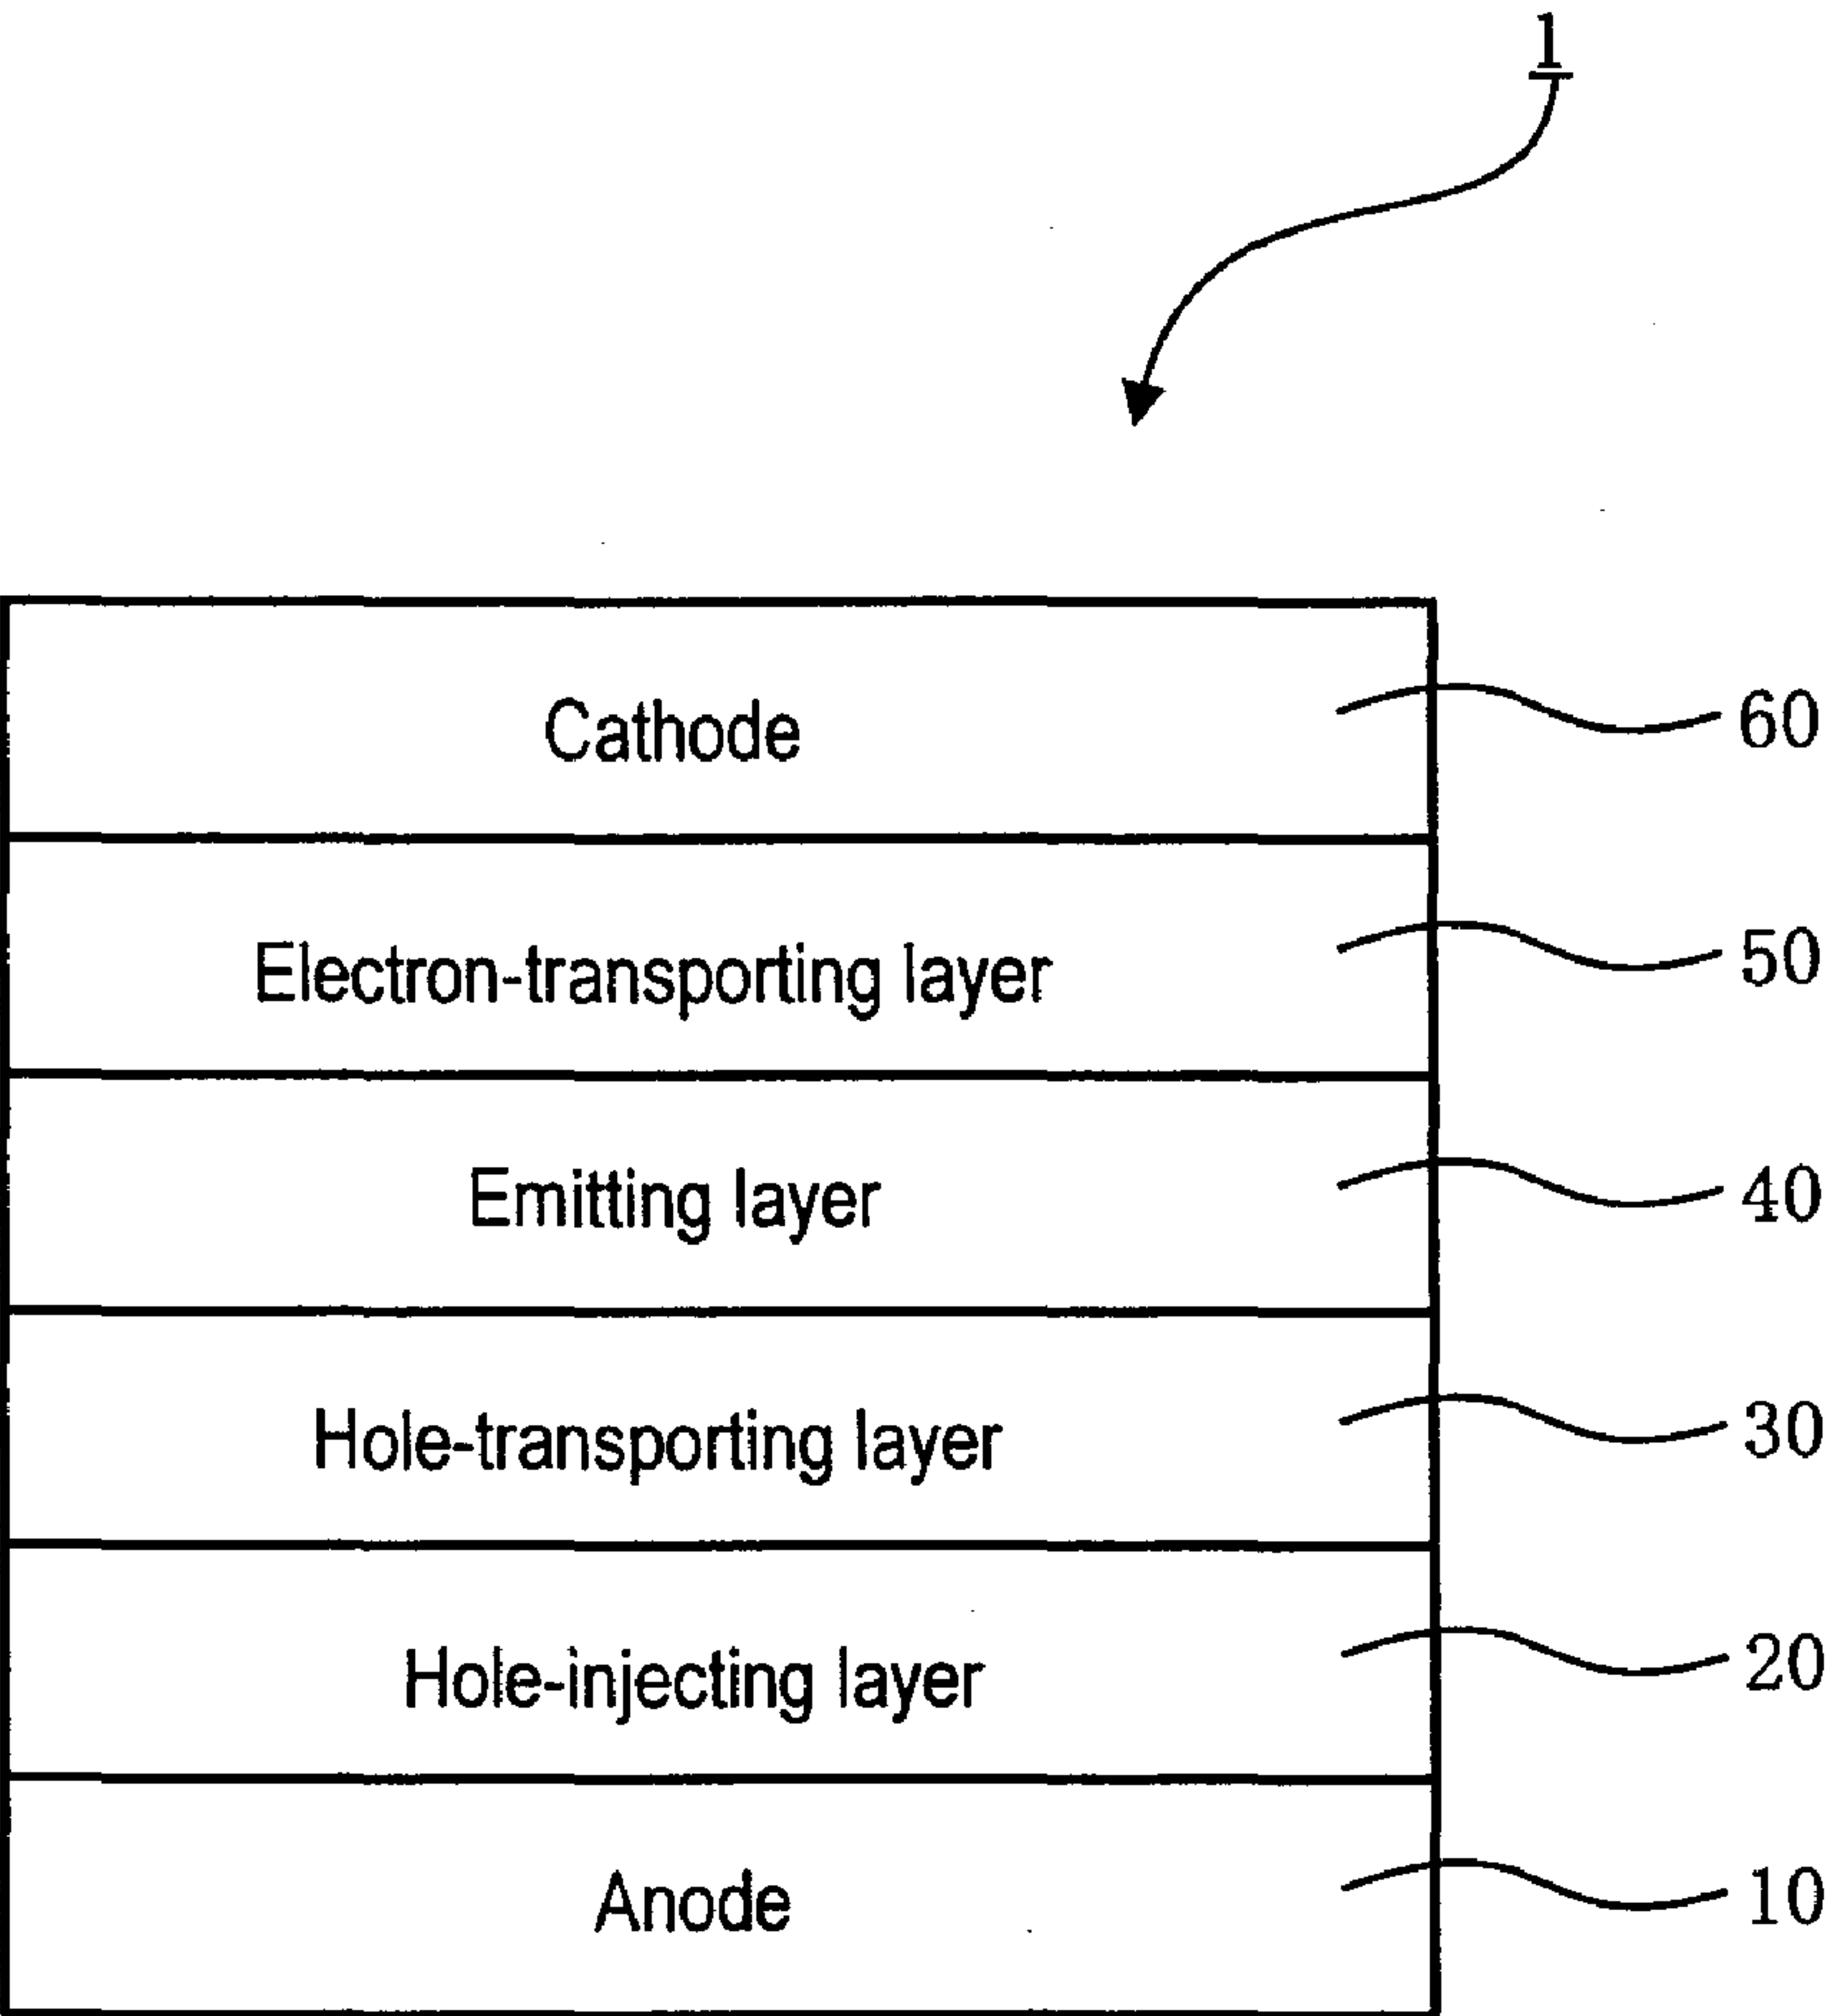 1
Cathode 60
Electron-transporting layer 50
Emitting layer 40
Hole-transporting layer 30
Hole-injecting layer 20
Anode 10